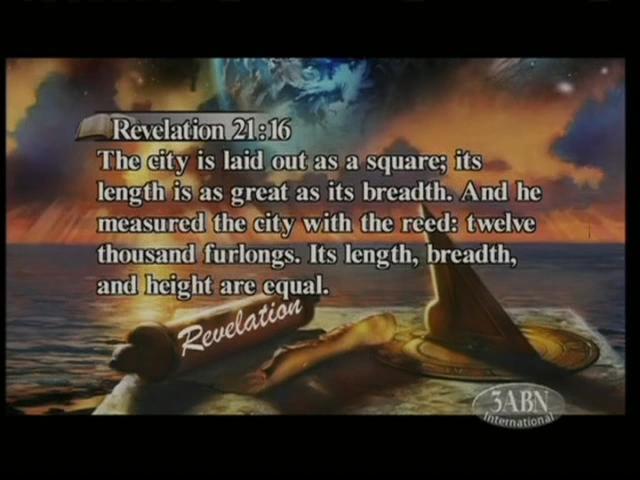 Revelation 21:16
The city is laid out as a square; its
length is as great as its breadth. And he
measured the city with the reed: twelve
thousand furlongs. Its length, breadth,
and height are equal.
Revelation
3ABN
International